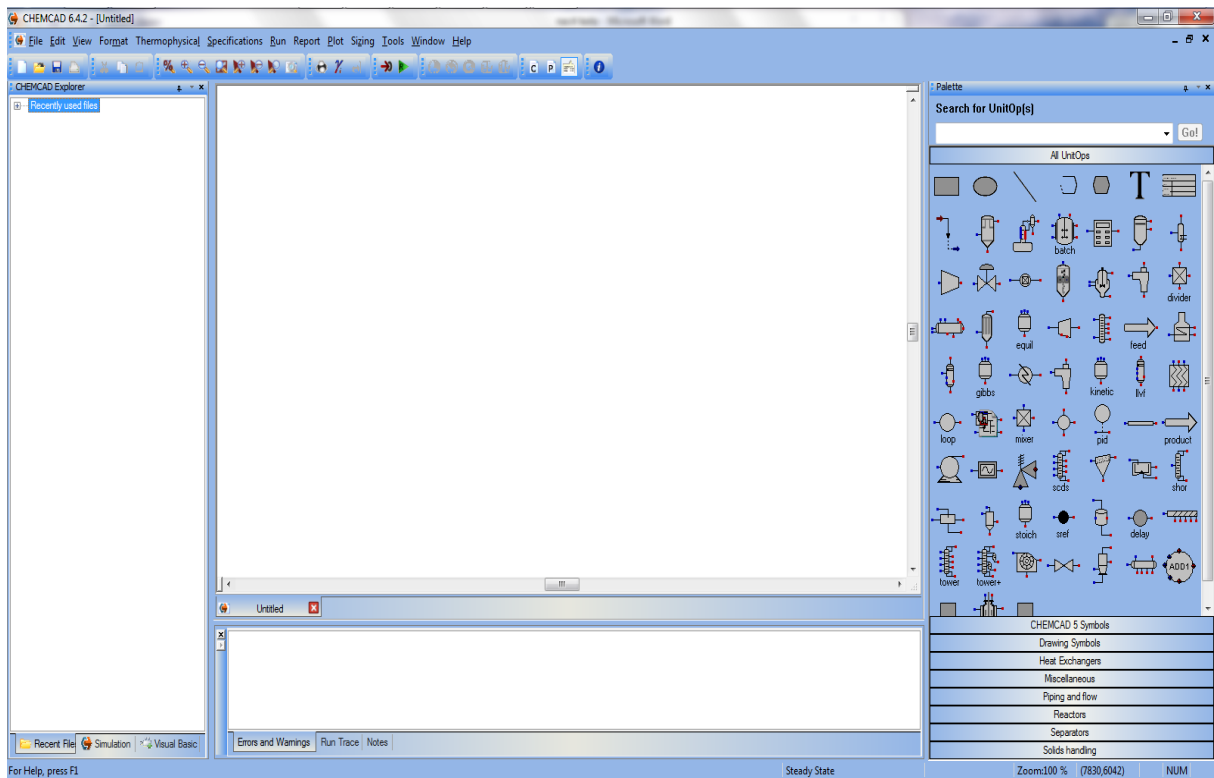 CHEMCAD 6.4.2 - [Untitled]
File Edit View Format Thermophysical Specifications Run Report Plot Sizing Tools Window Help
C P
CHEMCAD Explorer
Recently used files
Palette
Search for UnitOp(s)
Go!
All UnitOps
T
batch
divider
equil feed
gibbs kinetic llvf
loop mixer pid product
scds shor
stoich sref delay
tower tower+ ADD1
CHEMCAD 5 Symbols
Drawing Symbols
Heat Exchangers
Miscellaneous
Piping and flow
Reactors
Separators
Solids handling
Untitled
Errors and Warnings Run Trace Notes
Recent File Simulation Visual Basic
For Help, press F1 Steady State Zoom:100 % (7830,6042) NUM